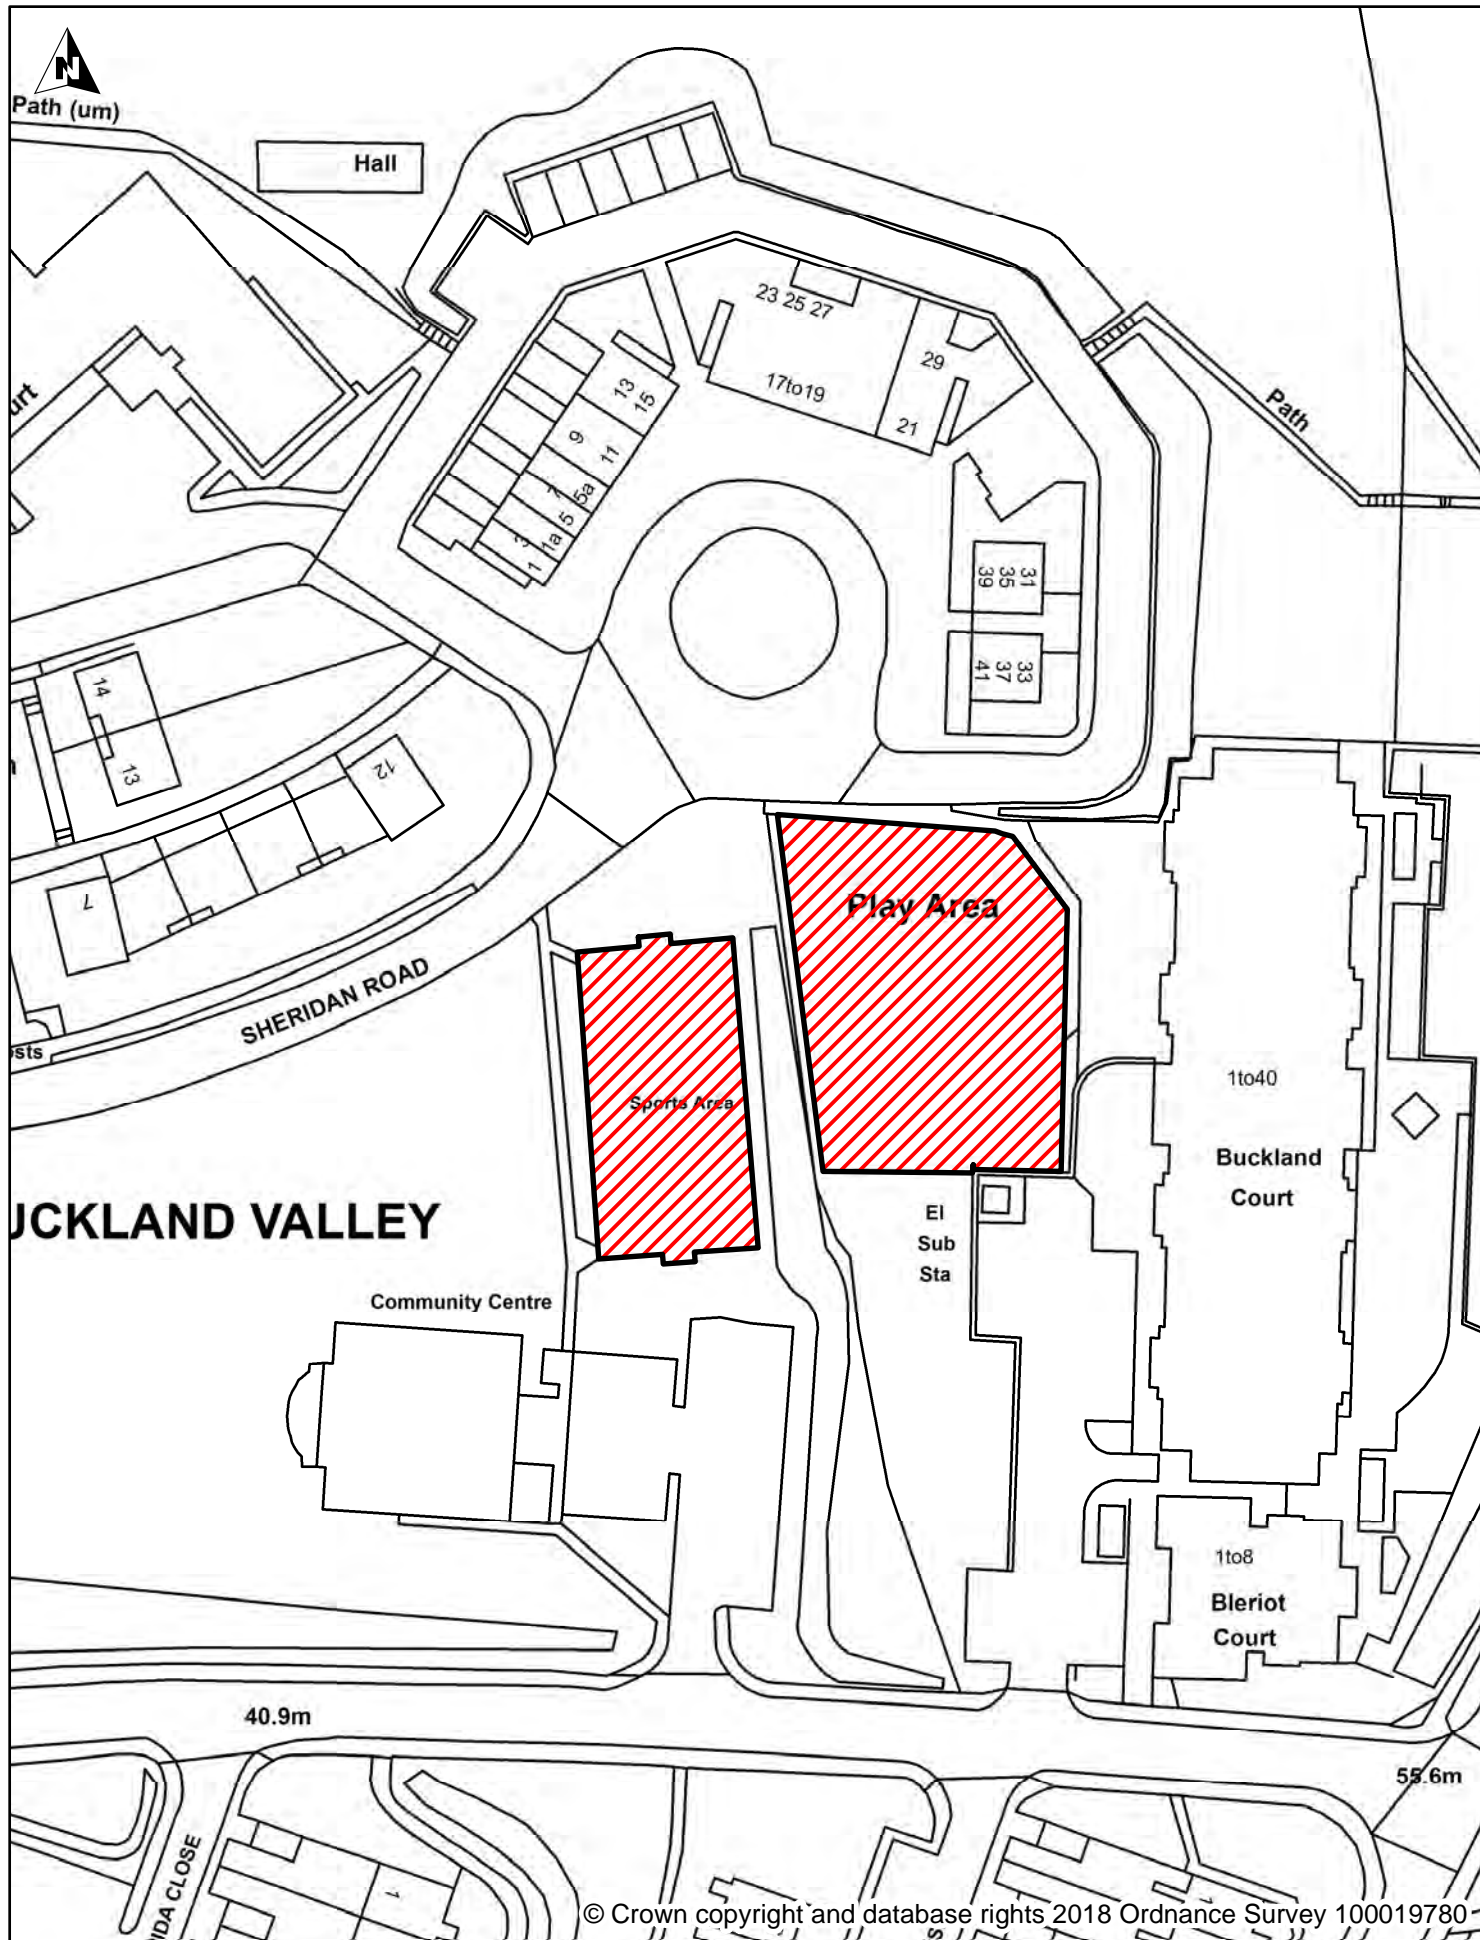 N
Path (um)
Hall
23 25 27
29
17to19
21
13
15
9
11
7
5a
5
3
1a
1
Path
urt
31
35
39
33
37
41
14
13
12
7
Play Area
SHERIDAN ROAD
sts
Sports Area
1to40
Buckland
Court
UCKLAND VALLEY
El
Sub
Sta
Community Centre
1to8
Bleriot
Court
40.9m
55.6m
NDA CLOSE
1
© Crown copyright and database rights 2018 Ordnance Survey 100019780